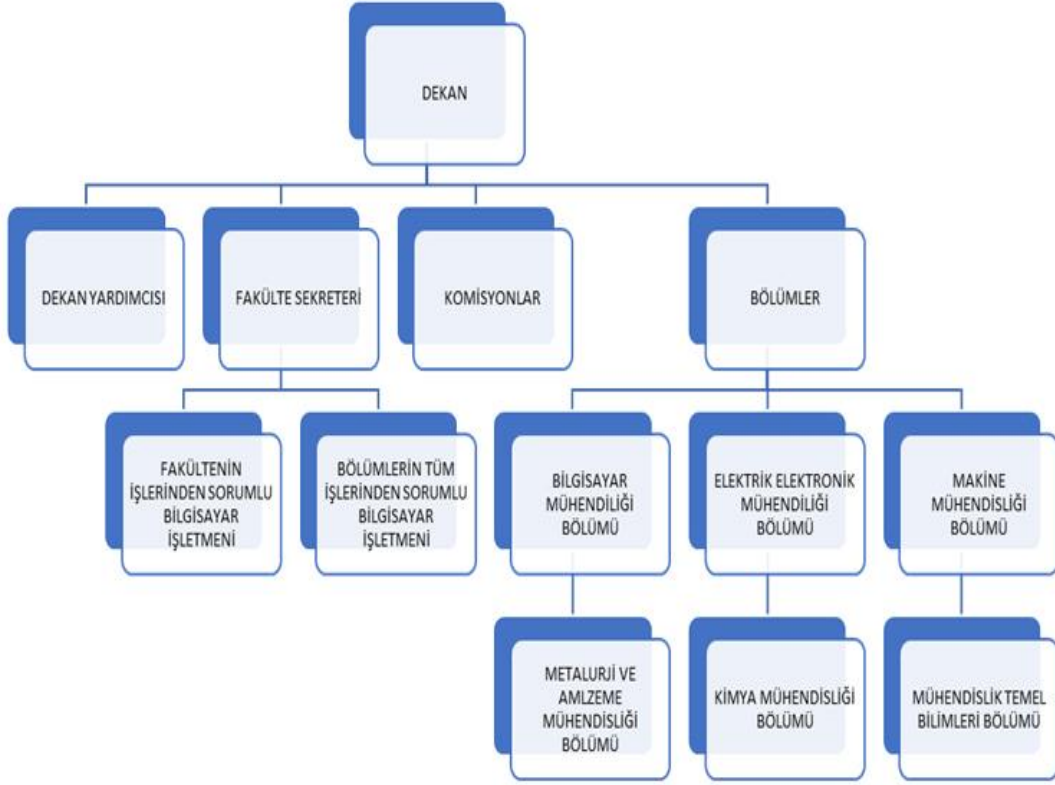 DEKAN
DEKAN YARDIMCISI
FAKÜLTE SEKRETERİ
KOMİSYONLAR
BÖLÜMLER
FAKÜLTENİN
İŞLERİNDEN SORUMLU
BİLGİSAYAR
İŞLETMENİ
BÖLÜMLERİN TÜM
İŞLERİNDEN SORUMLU
BİLGİSAYAR
İŞLETMENİ
BİLGİSAYAR
MÜHENDİLİĞİ
BÖLÜMÜ
ELEKTRİK ELEKTRONİK
MÜHENDİLİĞİ
BÖLÜMÜ
MAKİNE
MÜHENDİSLİĞİ
BÖLÜMÜ
METALURJİ VE
AMLZEME
MÜHENDİSLİĞİ
BÖLÜMÜ
KİMYA MÜHENDİSLİĞİ
BÖLÜMÜ
MÜHENDİSLİK TEMEL
BİLİMLERİ BÖLÜMÜ